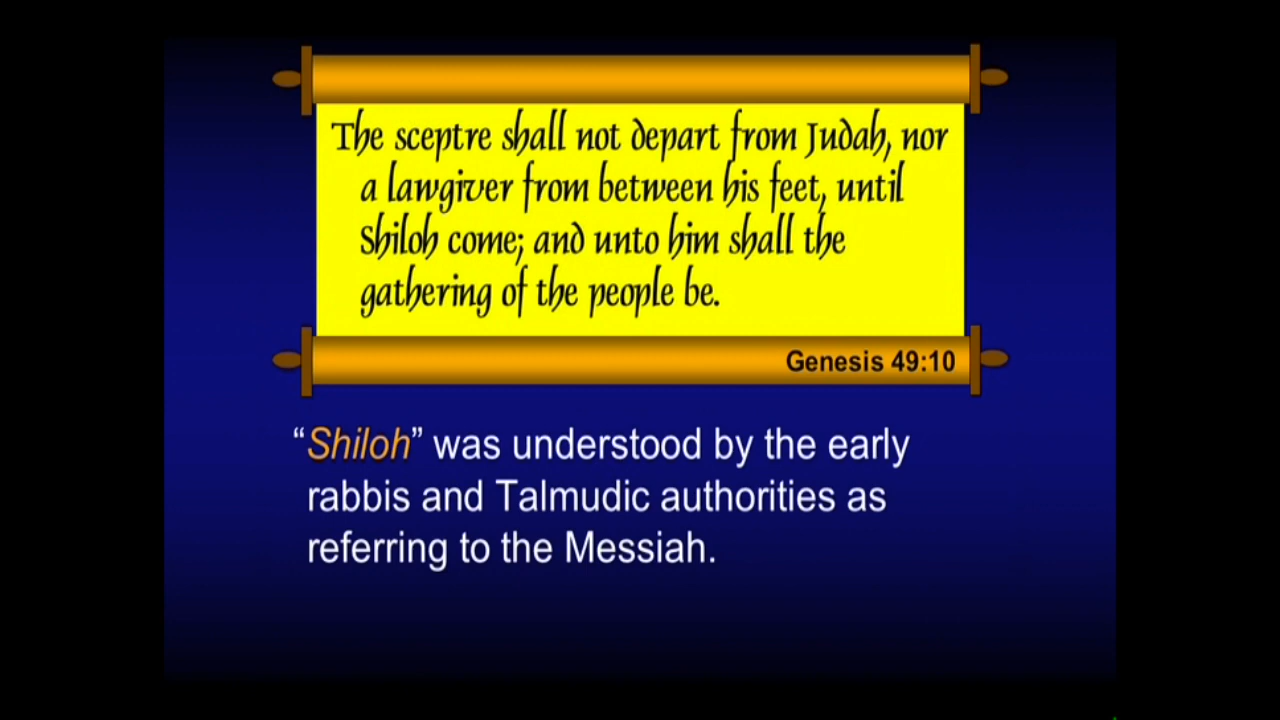 The sceptre shall not depart from Judah, nor
a lawgiver from between his feet, until
Shiloh come; and unto him shall the
gathering of the people be.
Genesis 49:10
“Shiloh” was understood by the early
rabbis and Talmudic authorities as
referring to the Messiah.